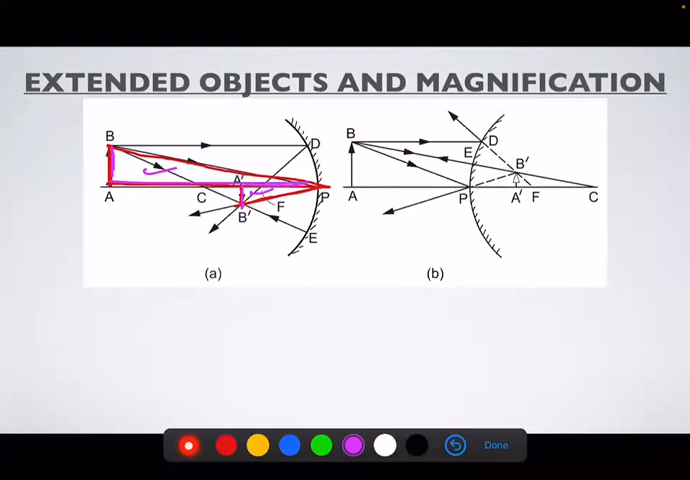 EXTENDED OBJECTS AND MAGNIFICATION
B
D
A
C
A'
F
P
B'
E
(a)
B
D
E
B'
A
P
A'
F
C
(b)
Done